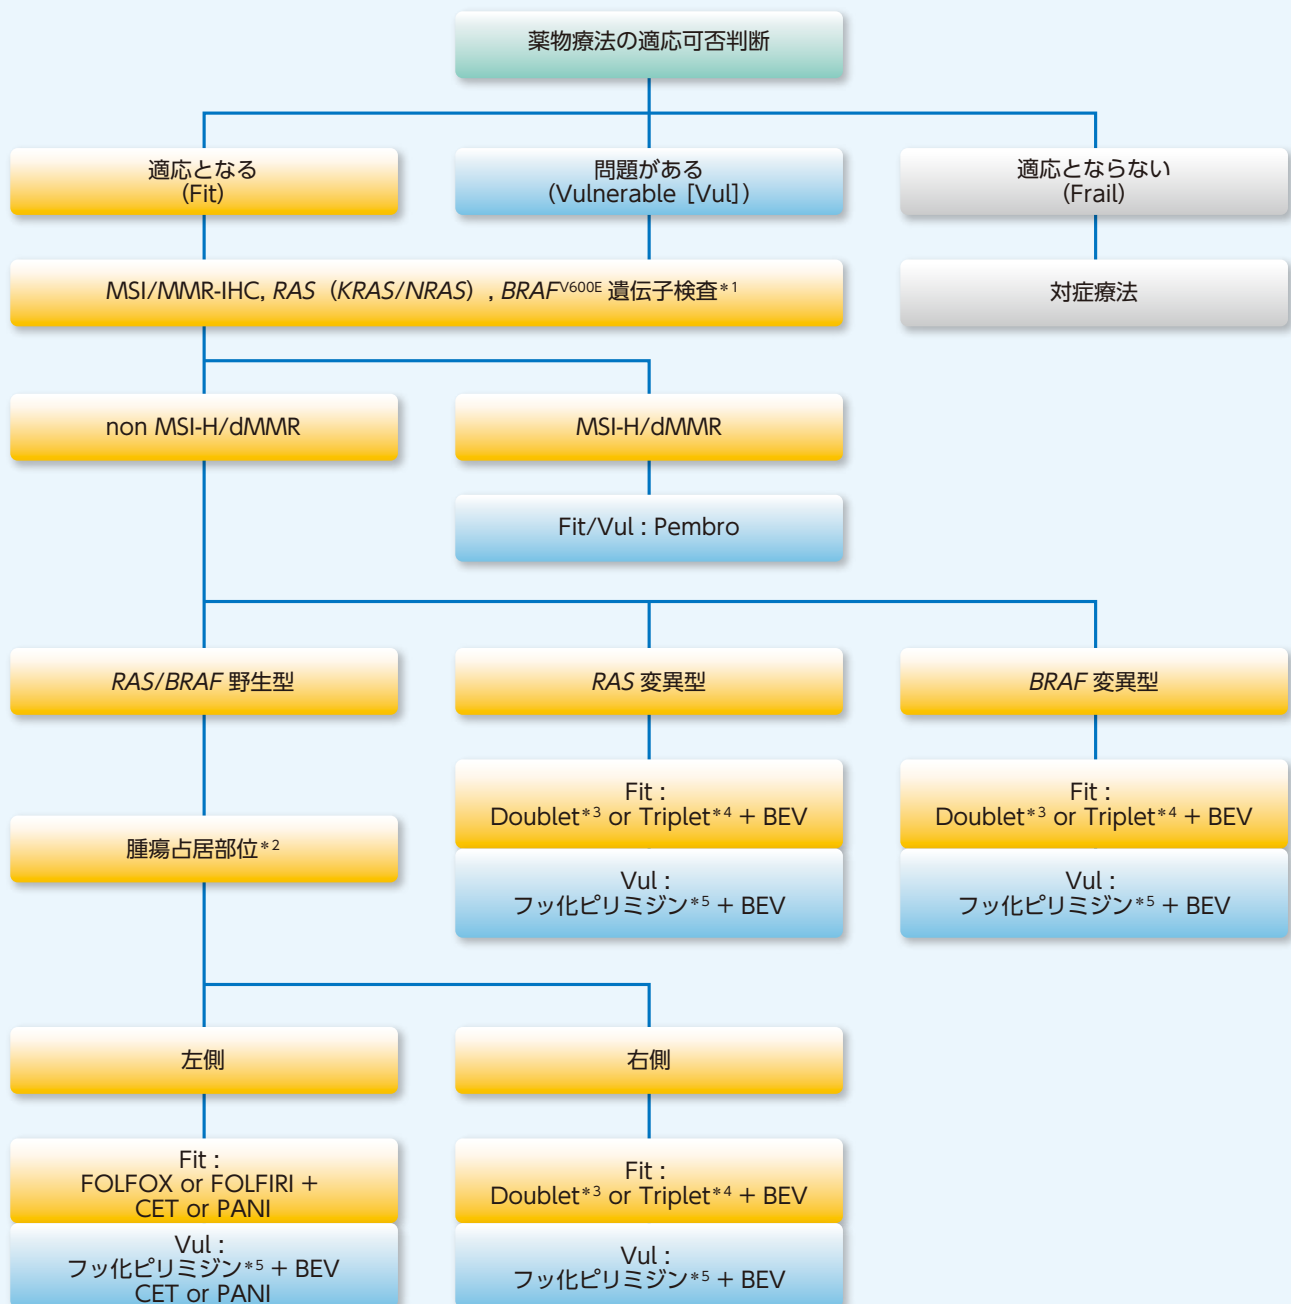 薬物療法の適応可否判断
適応となる
(Fit)
問題がある
(Vulnerable [Vul])
適応とならない
(Frail)
MSI/MMR-IHC, RAS（KRAS/NRAS）, BRAF V600E 遺伝子検査*1
対症療法
non MSI-H/dMMR
MSI-H/dMMR
Fit/Vul : Pembro
RAS/BRAF 野生型
RAS 変異型
BRAF 変異型
腫瘍占居部位*2
Fit :
Doublet*3 or Triplet*4 + BEV
Vul :
フッ化ピリミジン*5 + BEV
Fit :
Doublet*3 or Triplet*4 + BEV
Vul :
フッ化ピリミジン*5 + BEV
左側
右側
Fit :
FOLFOX or FOLFIRI +
CET or PANI
Vul :
フッ化ピリミジン*5 + BEV
CET or PANI
Fit :
Doublet*3 or Triplet*4 + BEV
Vul :
フッ化ピリミジン*5 + BEV